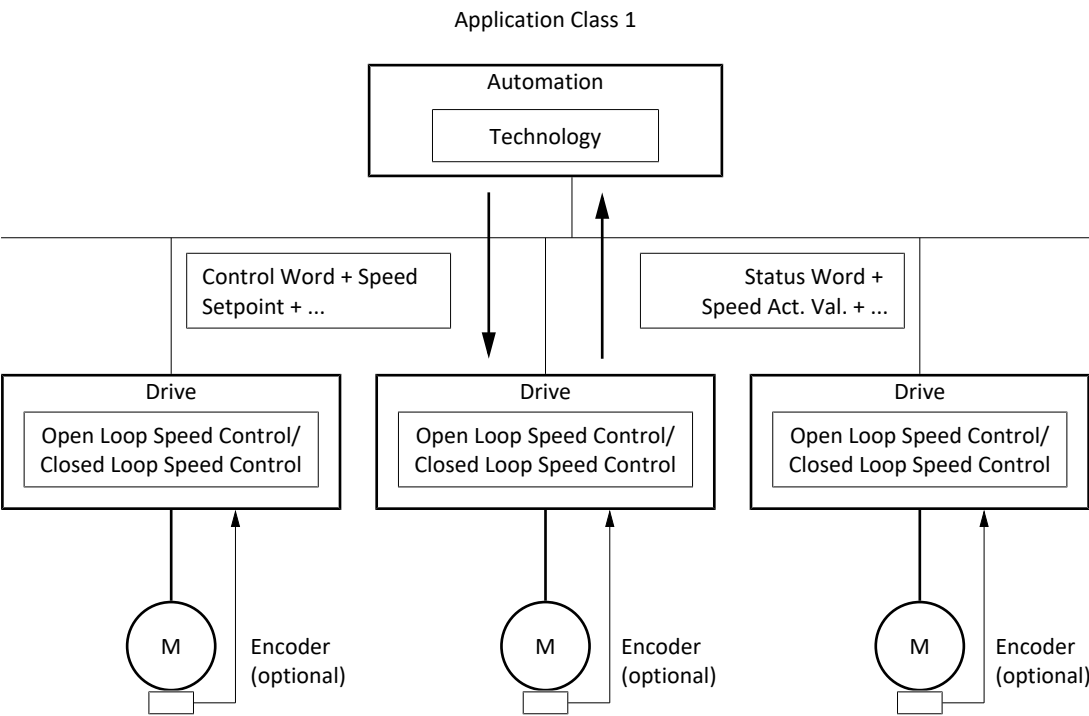 Application Class 1
Automation
Technology
Control Word + Speed
Setpoint + ...
Status Word +
Speed Act. Val. + ...
Drive
Open Loop Speed Control/
Closed Loop Speed Control
Drive
Open Loop Speed Control/
Closed Loop Speed Control
Drive
Open Loop Speed Control/
Closed Loop Speed Control
M
Encoder
(optional)
M
Encoder
(optional)
M
Encoder
(optional)